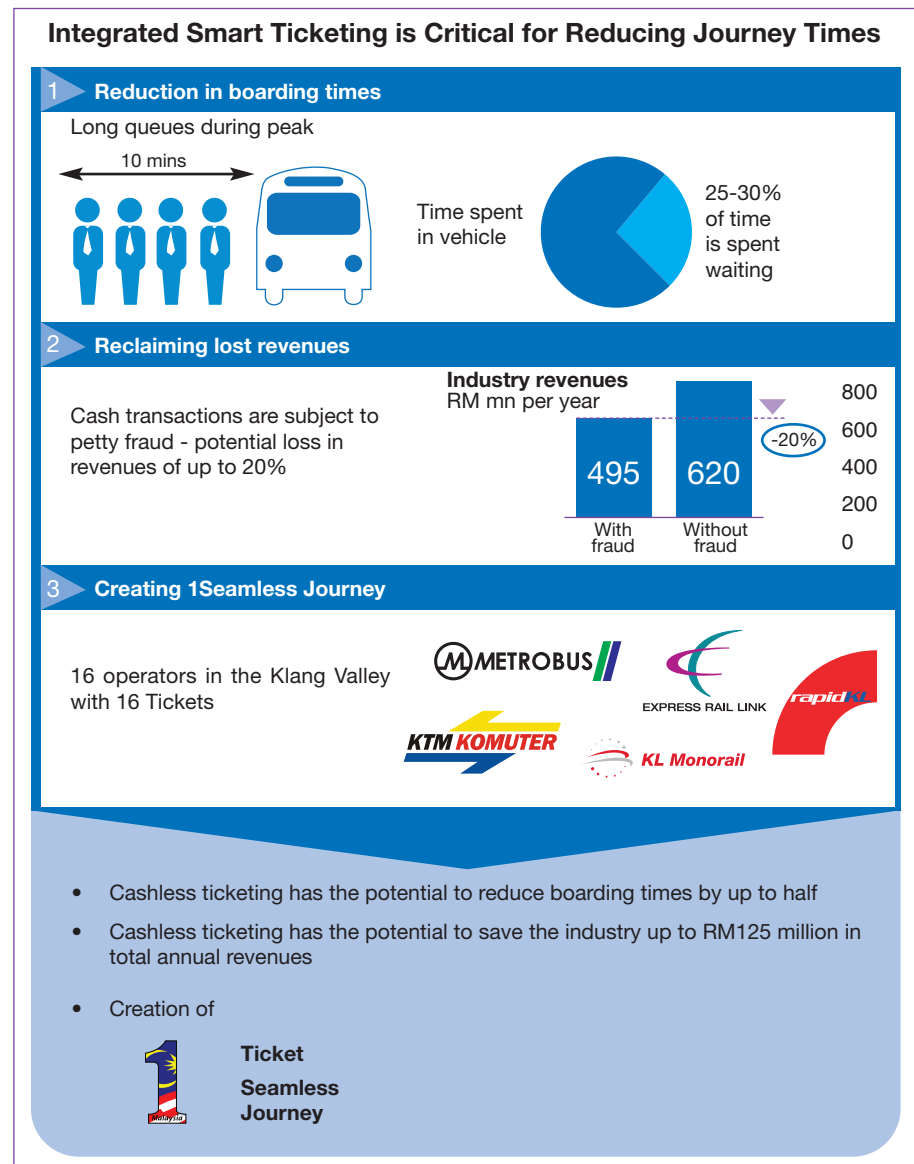 Integrated Smart Ticketing is Critical for Reducing Journey Times
1 Reduction in boarding times
Long queues during peak
10 mins
Time spent
in vehicle
25-30%
of time
is spent
waiting
2 Reclaiming lost revenues
Cash transactions are subject to
petty fraud - potential loss in
revenues of up to 20%
Industry revenues
RM mn per year
495
620
With
fraud
Without
fraud
-20%
800
600
400
200
0
3 Creating 1Seamless Journey
16 operators in the Klang Valley
with 16 Tickets
M METROBUS
EXPRESS RAIL LINK
rapidKL
KTM KOMUTER
KL Monorail
• Cashless ticketing has the potential to reduce boarding times by up to half
• Cashless ticketing has the potential to save the industry up to RM125 million in
total annual revenues
• Creation of
1
Malaysia
Ticket
Seamless
Journey